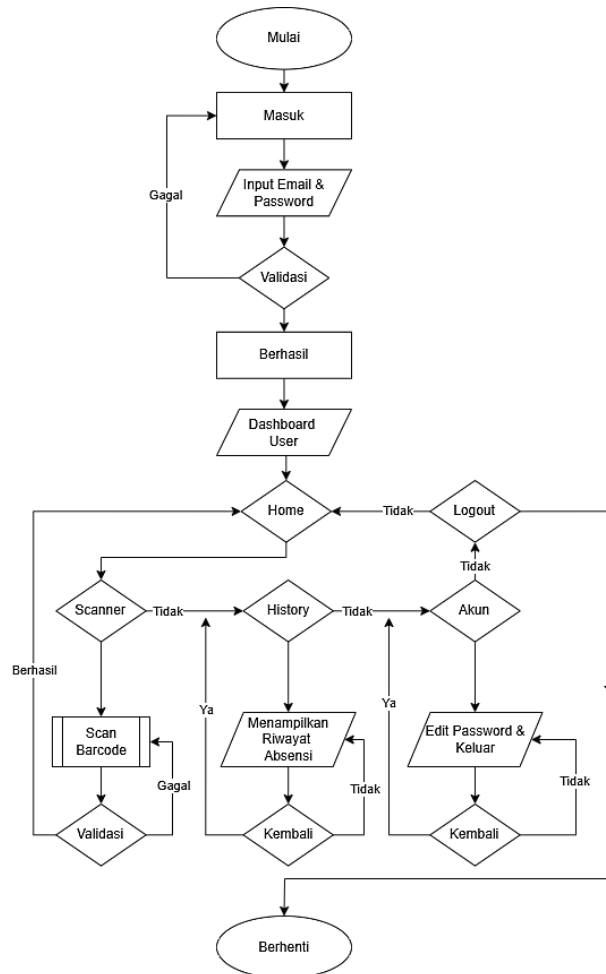 Mulai
Masuk
Gagal
Input Email &
Password
Validasi
Berhasil
Dashboard
User
Home
Tidak
Logout
Tidak
Scanner
Tidak
History
Tidak
Akun
Berhasil
Ya
Ya
Scan
Barcode
Menampilkan
Riwayat
Absensi
Edit Password &
Keluar
Gagal
Tidak
Tidak
Validasi
Kembali
Kembali
Berhenti